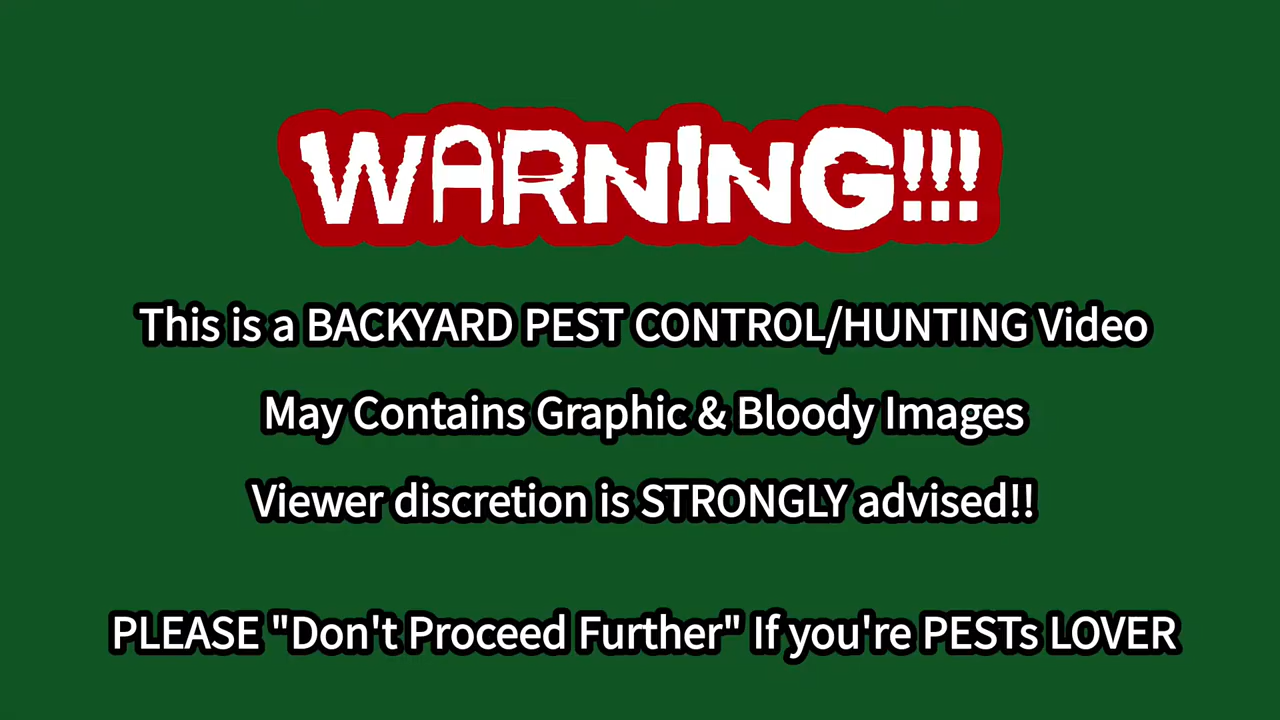 WARNING!!!
This is a BACKYARD PEST CONTROL/HUNTING Video
May Contains Graphic & Bloody Images
Viewer discretion is STRONGLY advised!!
PLEASE "Don't Proceed Further" If you're PESTs LOVER